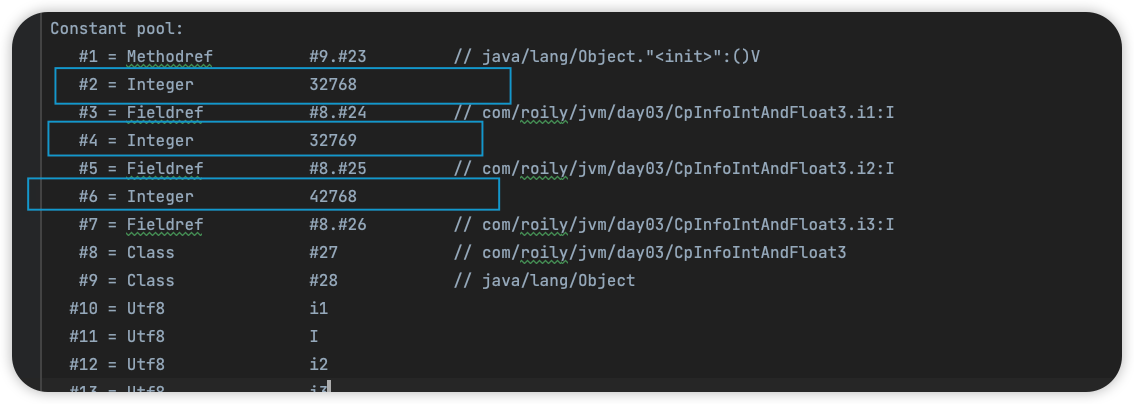 Constant pool:
#1 = Methodref #9.#23 // java/lang/Object."<init>":()V
#2 = Integer 32768
#3 = Fieldref #8.#24 // com/roily/jvm/day03/CpInfoIntAndFloat3.i1:I
#4 = Integer 32769
#5 = Fieldref #8.#25 // com/roily/jvm/day03/CpInfoIntAndFloat3.i2:I
#6 = Integer 42768
#7 = Fieldref #8.#26 // com/roily/jvm/day03/CpInfoIntAndFloat3.i3:I
#8 = Class #27 // com/roily/jvm/day03/CpInfoIntAndFloat3
#9 = Class #28 // java/lang/Object
#10 = Utf8 i1
#11 = Utf8 I
#12 = Utf8 i2
#13 = Utf8 i3